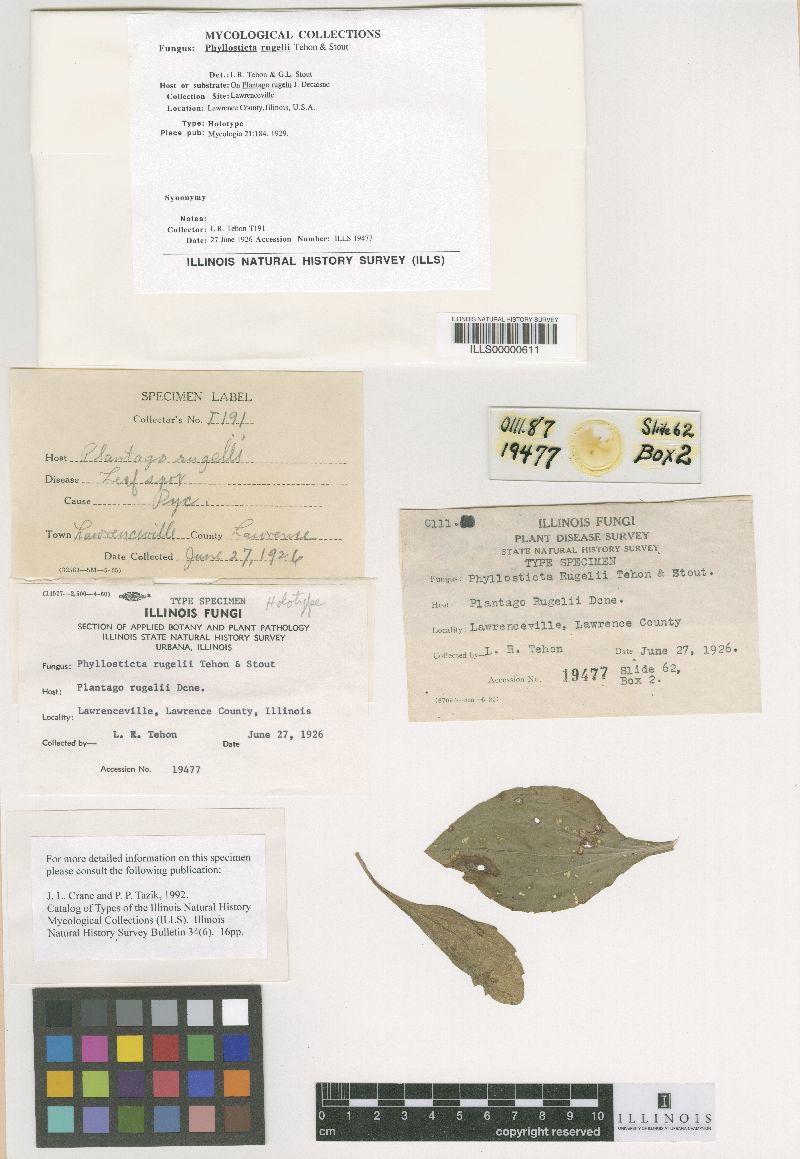 MYCOLOGICAL COLLECTIONS
Fungus: Phyllosticta rugelii Tehon & Stout
Det.: L.R. Tehon & G.L. Stout
Host or substrate: On Plantago rugelii J. Decaisne
Collection Site: Lawrenceville
Location: Lawrence County, Illinois, U.S.A.
Type: Holotype
Place pub: Mycologia 21:184. 1929.
Synonymy
Notes:
Collector: L.R. Tehon T191
Date: 27 June 1926 Accession Number: ILLS 19477
ILLINOIS NATURAL HISTORY SURVEY (ILLS)
ILLINOIS NATURAL HISTORY SURVEY
ILLS00000611
SPECIMEN LABEL
Collector's No. T191
Host Plantago rugelii
Disease Leaf spot
Cause Pyc.
Town Lawrenceville County Lawrence
Date Collected June 27, 1926
0111.87
19477
Slide 62
Box 2
0111.
ILLINOIS FUNGI
PLANT DISEASE SURVEY
STATE NATURAL HISTORY SURVEY
TYPE SPECIMEN
Fungus: Phyllosticta Rugelii Tehon & Stout.
Host Plantago Rugelii Dcne.
Locality: Lawrenceville, Lawrence County
Collected by L. R. Tehon Date June 27, 1926.
Accession No. 19477 Slide 62,
Box 2.
TYPE SPECIMEN Holotype
ILLINOIS FUNGI
SECTION OF APPLIED BOTANY AND PLANT PATHOLOGY
ILLINOIS STATE NATURAL HISTORY SURVEY
URBANA, ILLINOIS
Fungus: Phyllosticta rugelii Tehon & Stout
Host: Plantago rugelii Dcne.
Locality: Lawrenceville, Lawrence County, Illinois
Collected by— L. R. Tehon Date June 27, 1926
Accession No. 19477
For more detailed information on this specimen
please consult the following publication:
J. L. Crane and P. P. Tazik, 1992.
Catalog of Types of the Illinois Natural History
Mycological Collections (ILLS). Illinois
Natural History Survey Bulletin 34(6). 16pp.
0 1 2 3 4 5 6 7 8 9 10
cm copyright reserved
I
ILLINOIS
UNIVERSITY OF ILLINOIS AT URBANA-CHAMPAIGN